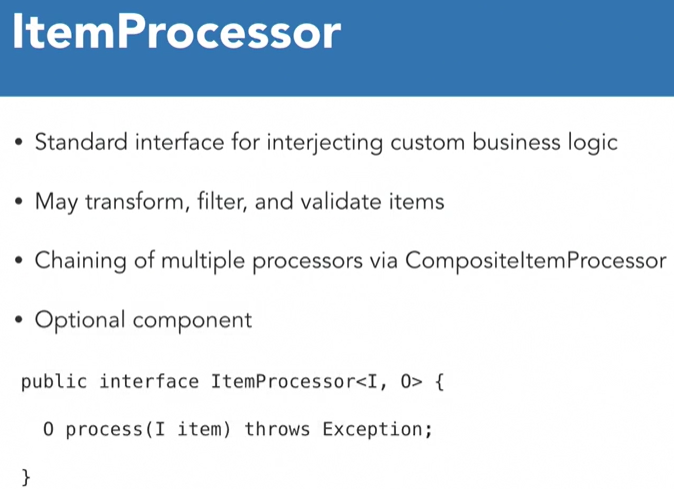 ItemProcessor
• Standard interface for interjecting custom business logic
• May transform, filter, and validate items
• Chaining of multiple processors via CompositeItemProcessor
• Optional component
public interface ItemProcessor<I, O> {
O process(I item) throws Exception;
}